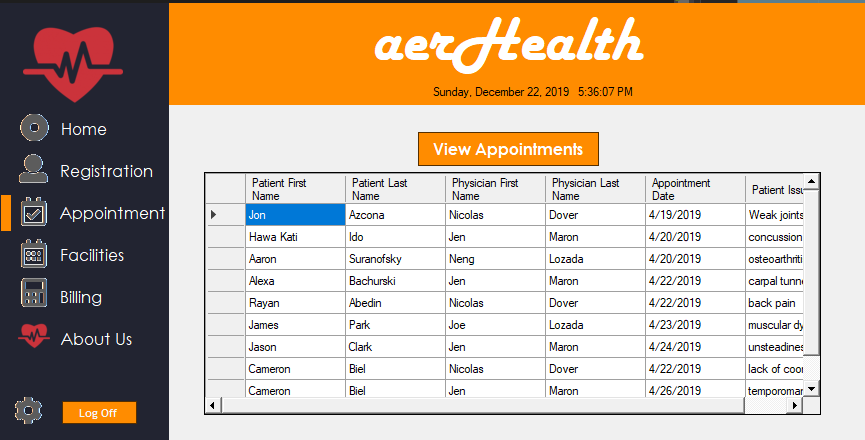 aerHealth
Sunday, December 22, 2019 5:36:07 PM
Home
Registration
Appointment
Facilities
Billing
About Us
Log Off
View Appointments
Patient First Name Patient Last Name Physician First Name Physician Last Name Appointment Date Patient Issu
Jon Azcona Nicolas Dover 4/19/2019 Weak joints
Hawa Kati Ido Jen Maron 4/20/2019 concussion
Aaron Suranofsky Neng Lozada 4/20/2019 osteoarthriti
Alexa Bachurski Jen Maron 4/22/2019 carpal tunne
Rayan Abedin Nicolas Dover 4/22/2019 back pain
James Park Joe Lozada 4/23/2019 muscular dy
Jason Clark Jen Maron 4/24/2019 unsteadines
Cameron Biel Nicolas Dover 4/22/2019 lack of coor
Cameron Biel Jen Maron 4/26/2019 temporomar